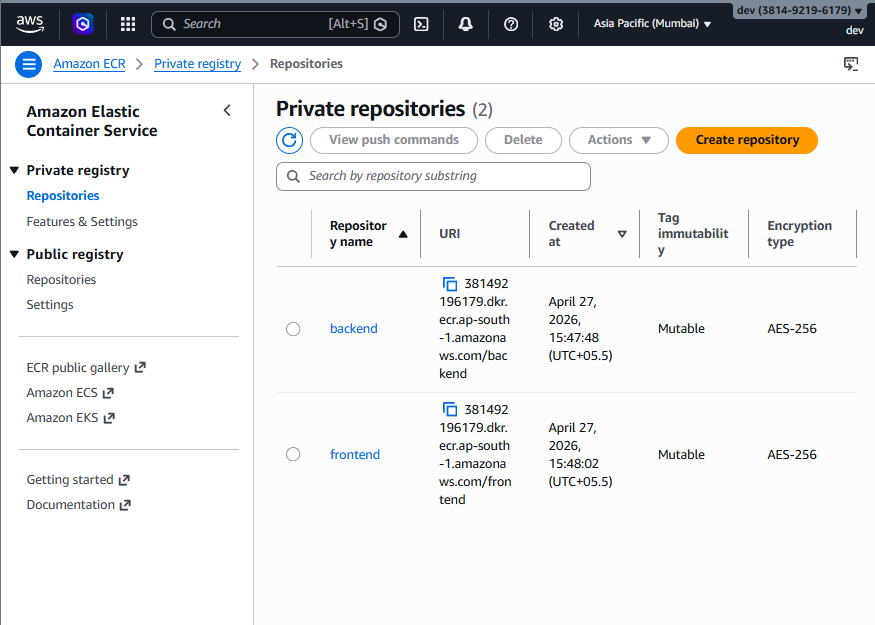 aws
Search
[Alt+S]
Asia Pacific (Mumbai)
dev (3814-9219-6179)
dev
Amazon ECR
Private registry
Repositories
Amazon Elastic
Container Service
Private registry
Repositories
Features & Settings
Public registry
Repositories
Settings
ECR public gallery
Amazon ECS
Amazon EKS
Getting started
Documentation
Private repositories (2)
View push commands
Delete
Actions
Create repository
Search by repository substring
Repositor
y name
URI
Created
at
Tag
immutabilit
y
Encryption
type
backend
381492
196179.dkr.
ecr.ap-south
-1.amazona
ws.com/bac
kend
April 27,
2026,
15:47:48
(UTC+05.5)
Mutable
AES-256
frontend
381492
196179.dkr.
ecr.ap-south
-1.amazona
ws.com/fron
tend
April 27,
2026,
15:48:02
(UTC+05.5)
Mutable
AES-256